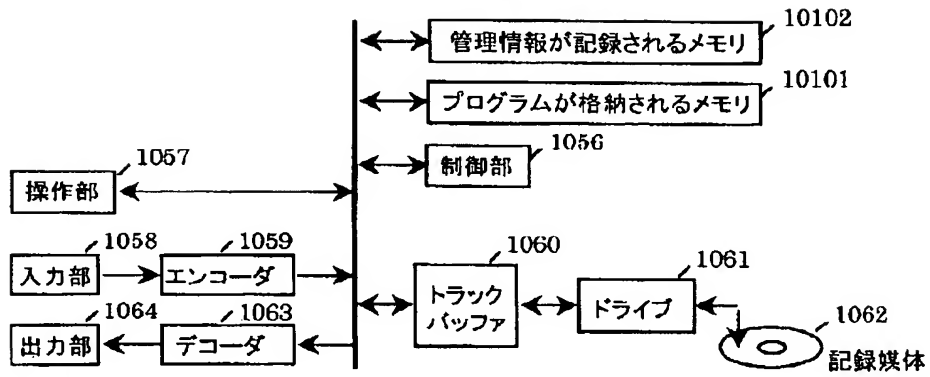 10102
管理情報が記録されるメモリ
10101
プログラムが格納されるメモリ
1056
制御部
1057
操作部
1058
入力部
1059
エンコーダ
1064
出力部
1063
デコーダ
1060
トラック
バッファ
1061
ドライブ
1062
記録媒体